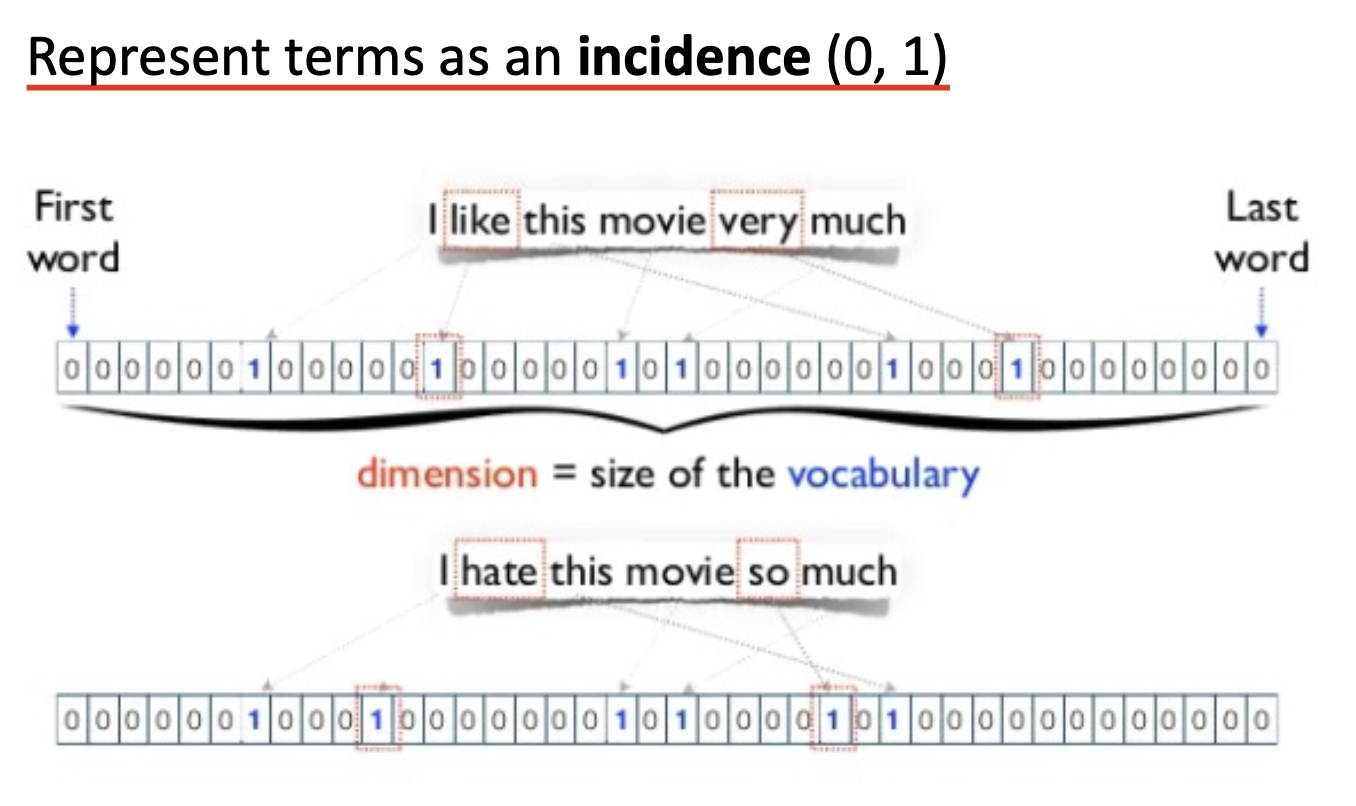 Represent terms as an incidence (0, 1)
First word
I like this movie very much
Last word
0 0 0 0 0 0 1 0 0 0 0 0 1 0 0 0 0 0 1 0 1 0 0 0 0 0 0 1 0 0 0 1 0 0 0 0 0 0 0 0
dimension = size of the vocabulary
I hate this movie so much
0 0 0 0 0 0 1 0 0 0 1 0 0 0 0 0 0 0 1 0 1 0 0 0 0 1 0 1 0 0 0 0 0 0 0 0 0 0 0 0